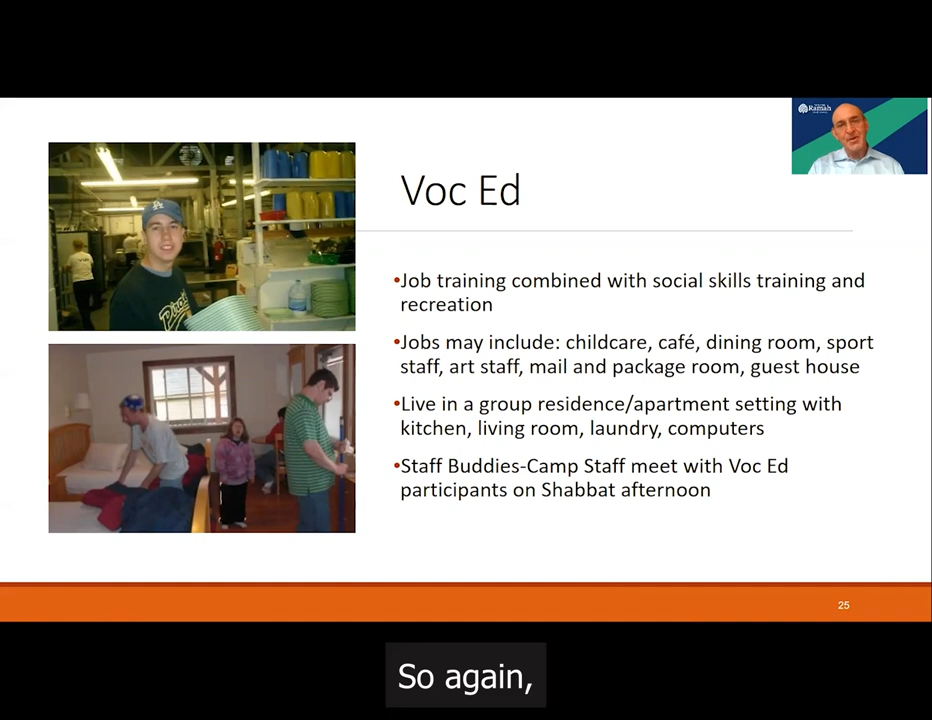 Ramah
Voc Ed
•Job training combined with social skills training and
recreation
•Jobs may include: childcare, café, dining room, sport
staff, art staff, mail and package room, guest house
•Live in a group residence/apartment setting with
kitchen, living room, laundry, computers
•Staff Buddies-Camp Staff meet with Voc Ed
participants on Shabbat afternoon
25
So again,